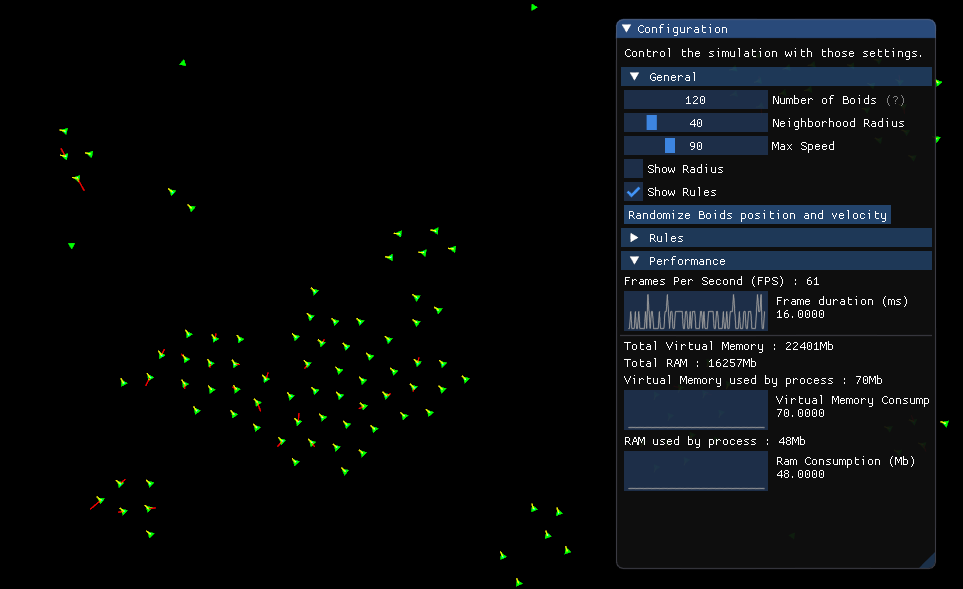 Configuration
Control the simulation with those settings.
General
120 Number of Boids (?)
40 Neighborhood Radius
90 Max Speed
Show Radius
Show Rules
Randomize Boids position and velocity
Rules
Performance
Frames Per Second (FPS) : 61
Frame duration (ms)
16.0000
Total Virtual Memory : 22401Mb
Total RAM : 16257Mb
Virtual Memory used by process : 70Mb
Virtual Memory Consump
70.0000
RAM used by process : 48Mb
Ram Consumption (Mb)
48.0000